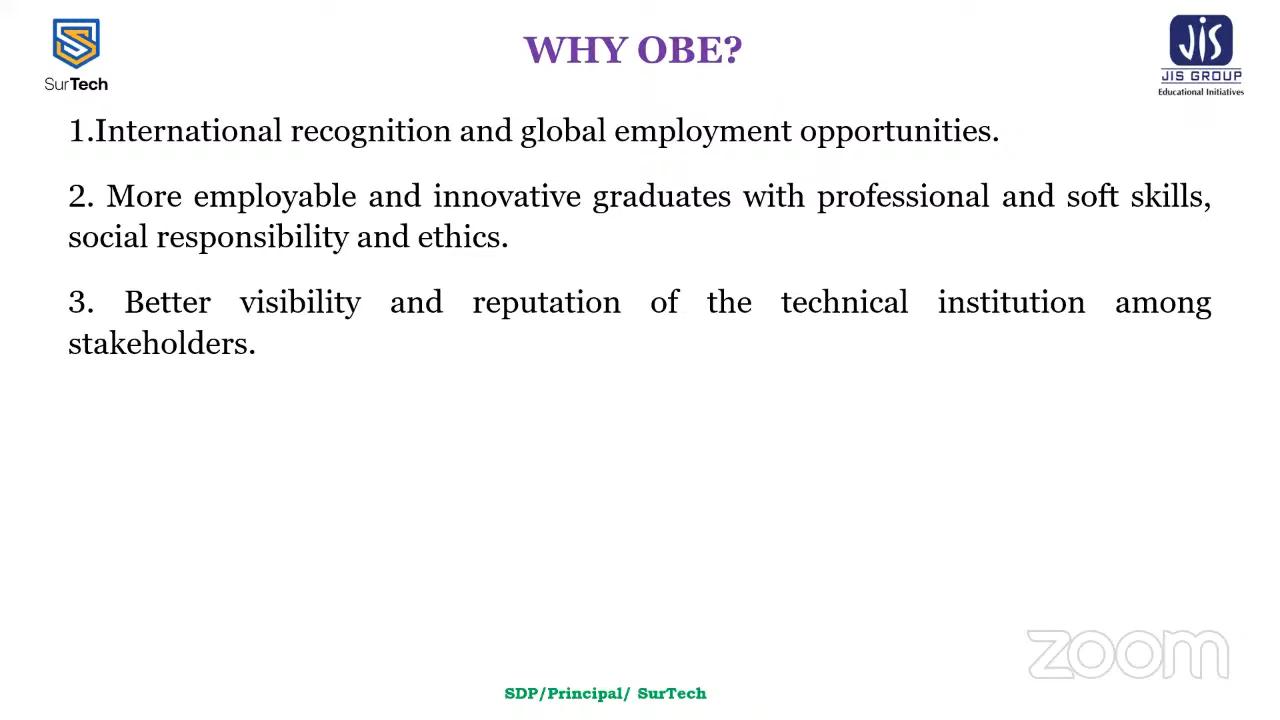 WHY OBE?
SurTech
JIS
JIS GROUP
Educational Initiatives
1.International recognition and global employment opportunities.
2. More employable and innovative graduates with professional and soft skills,
social responsibility and ethics.
3. Better visibility and reputation of the technical institution among
stakeholders.
zoom
SDP/Principal/ SurTech